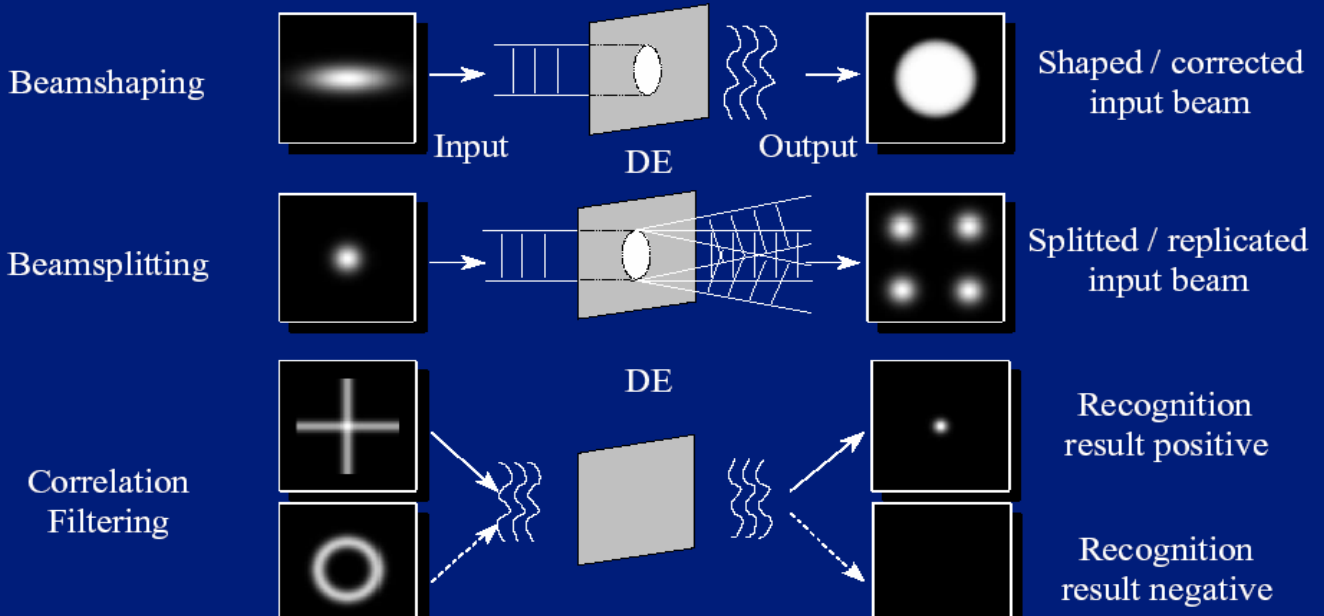 Beamshaping
Input
DE
Output
Shaped / corrected
input beam
Beamsplitting
DE
Splitted / replicated
input beam
Correlation
Filtering
Recognition
result positive
Recognition
result negative